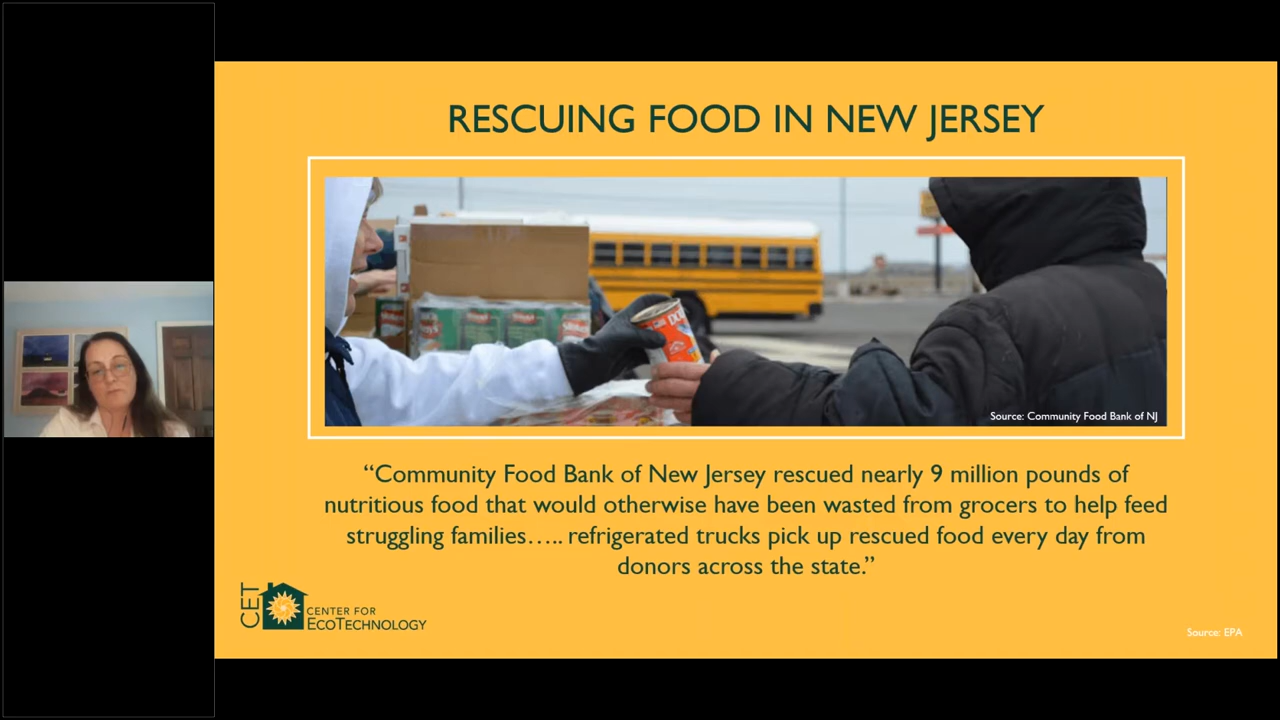 RESCUING FOOD IN NEW JERSEY
Source: Community Food Bank of NJ
“Community Food Bank of New Jersey rescued nearly 9 million pounds of
nutritious food that would otherwise have been wasted from grocers to help feed
struggling families….. refrigerated trucks pick up rescued food every day from
donors across the state.”
CET
CENTER FOR
ECOTECHNOLOGY
Source: EPA